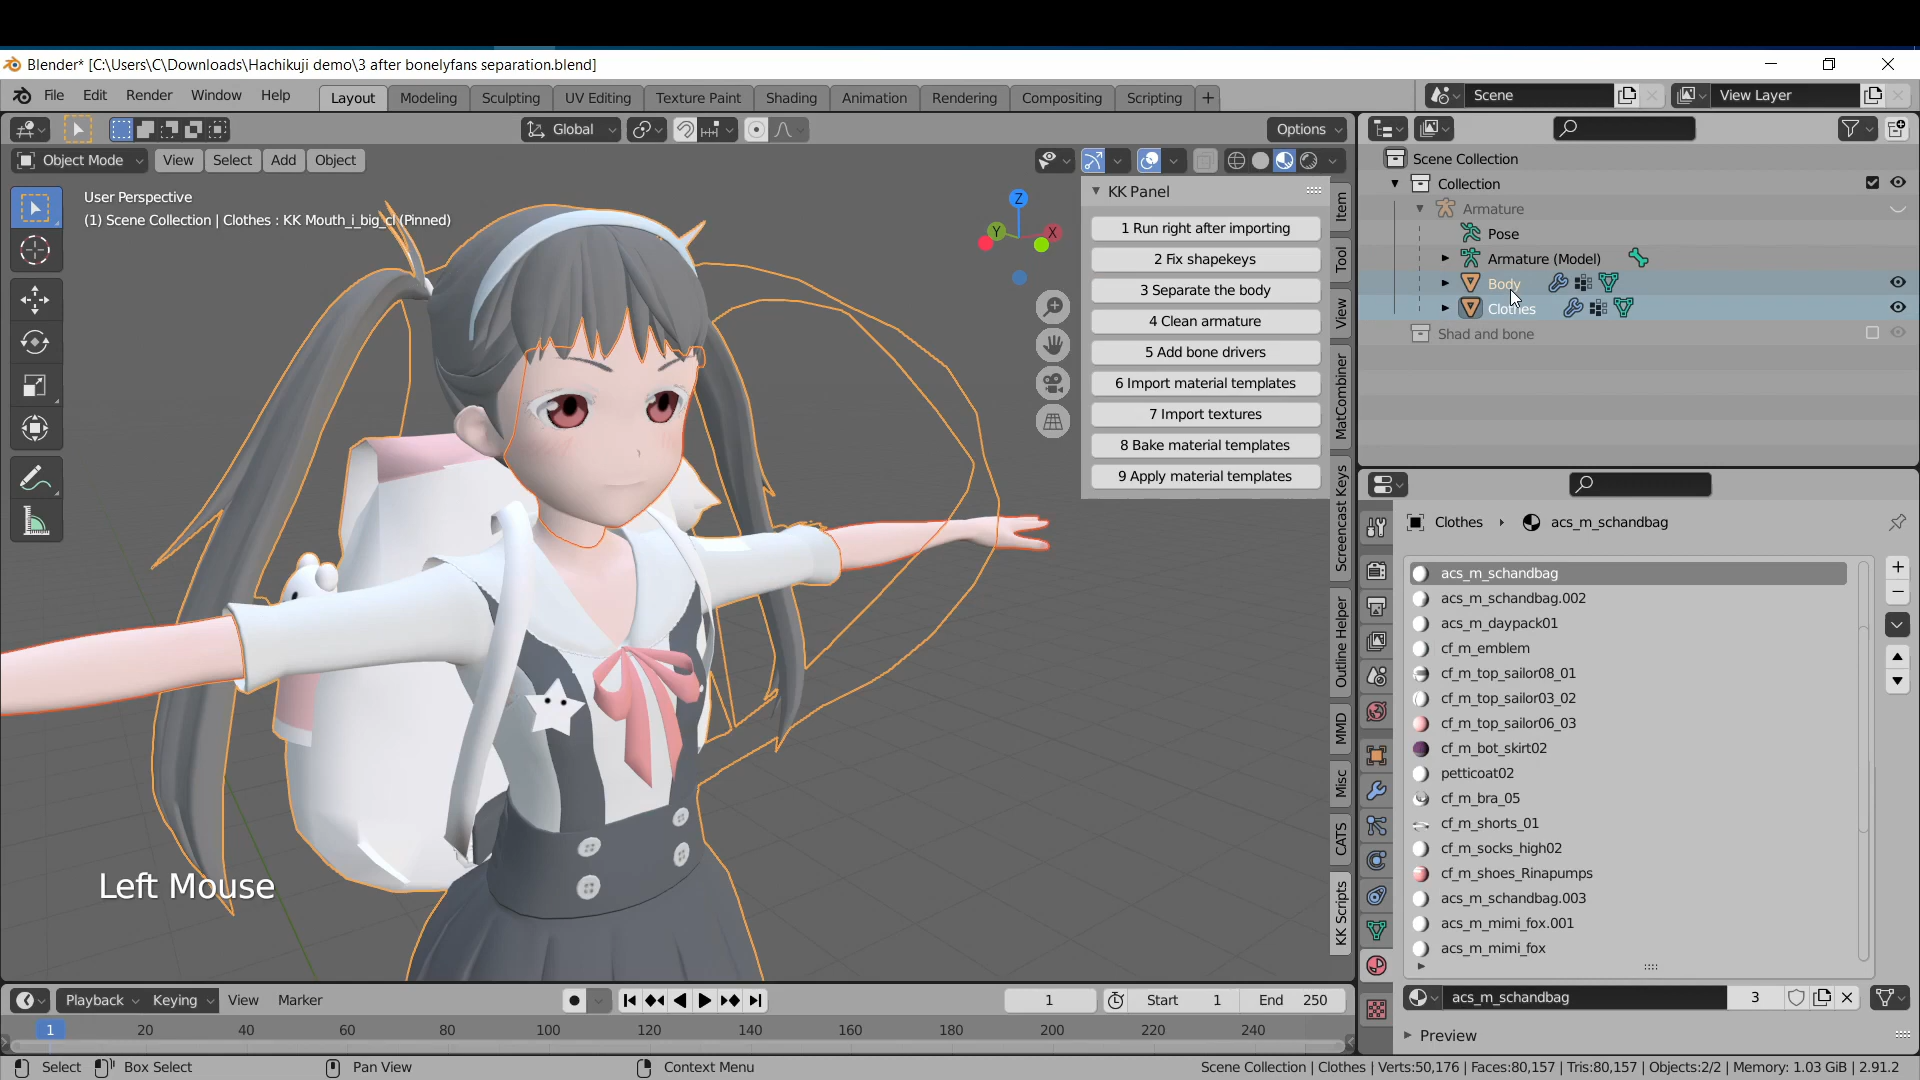 Blender* [C:\Users\C\Downloads\Hachikuji demo\3 after bonelyfans separation.blend]
File Edit Render Window Help Layout Modeling Sculpting UV Editing Texture Paint Shading Animation Rendering Compositing Scripting + Scene View Layer
Global Options
Object Mode View Select Add Object
User Perspective
(1) Scene Collection | Clothes : KK Mouth_i_big_cl (Pinned)
Z
Y
X
KK Panel
1 Run right after importing
2 Fix shapekeys
3 Separate the body
4 Clean armature
5 Add bone drivers
6 Import material templates
7 Import textures
8 Bake material templates
9 Apply material templates
Item
Tool
View
MatCombiner
Screencast Keys
Outline Helper
MMD
Misc
CATS
KK Scripts
Left Mouse
Scene Collection
Collection
Armature
Pose
Armature (Model)
Body
Clothes
Shad and bone
Clothes acs_m_schandbag
acs_m_schandbag
acs_m_schandbag.002
acs_m_daypack01
cf_m_emblem
cf_m_top_sailor08_01
cf_m_top_sailor03_02
cf_m_top_sailor06_03
cf_m_bot_skirt02
petticoat02
cf_m_bra_05
cf_m_shorts_01
cf_m_socks_high02
cf_m_shoes_Rinapumps
acs_m_schandbag.003
acs_m_mimi_fox.001
acs_m_mimi_fox
acs_m_schandbag 3
Preview
Playback Keying View Marker 1 Start 1 End 250
1 20 40 60 80 100 120 140 160 180 200 220 240
Select Box Select Pan View Context Menu Scene Collection | Clothes | Verts:50,176 | Faces:80,157 | Tris:80,157 | Objects:2/2 | Memory: 1.03 GiB | 2.91.2